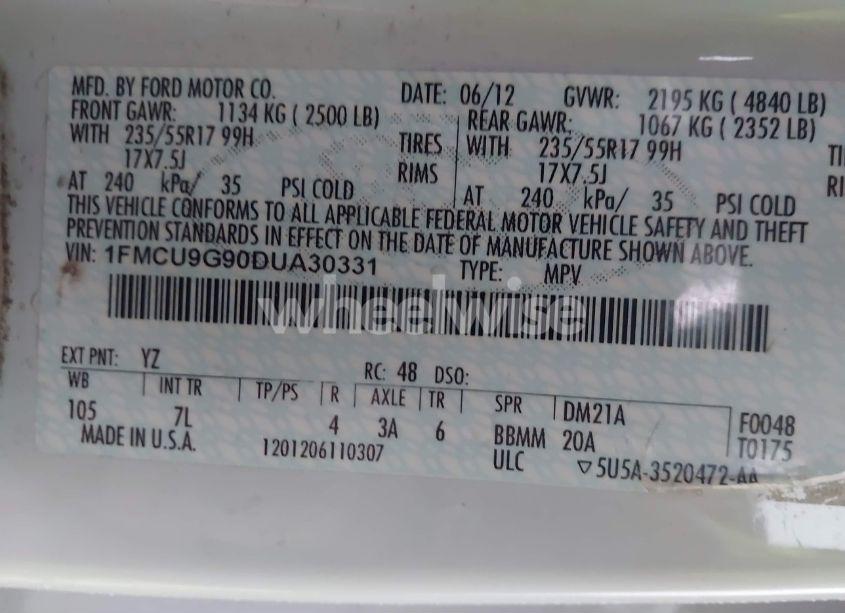 MFD. BY FORD MOTOR CO. DATE: 06/12 GVWR: 2195 KG ( 4840 LB)
FRONT GAWR: 1134 KG ( 2500 LB) REAR GAWR: 1067 KG ( 2352 LB)
WITH 235/55R17 99H TIRES WITH 235/55R17 99H TI
17X7.5J RIMS 17X7.5J RI
AT 240 kPa/ 35 PSI COLD AT 240 kPa/ 35 PSI COLD
THIS VEHICLE CONFORMS TO ALL APPLICABLE FEDERAL MOTOR VEHICLE SAFETY AND THEFT
PREVENTION STANDARDS IN EFFECT ON THE DATE OF MANUFACTURE SHOWN ABOVE.
VIN: 1FMCU9G90DUA30331 TYPE: MPV
wheelwise
EXT PNT: YZ RC: 48 DSO:
WB INT TR TP/PS R AXLE TR SPR DM21A F0048
105 7L 4 3A 6 BBMM 20A T0175
MADE IN U.S.A. 1201206110307 ULC ▽5U5A-3520472-AA